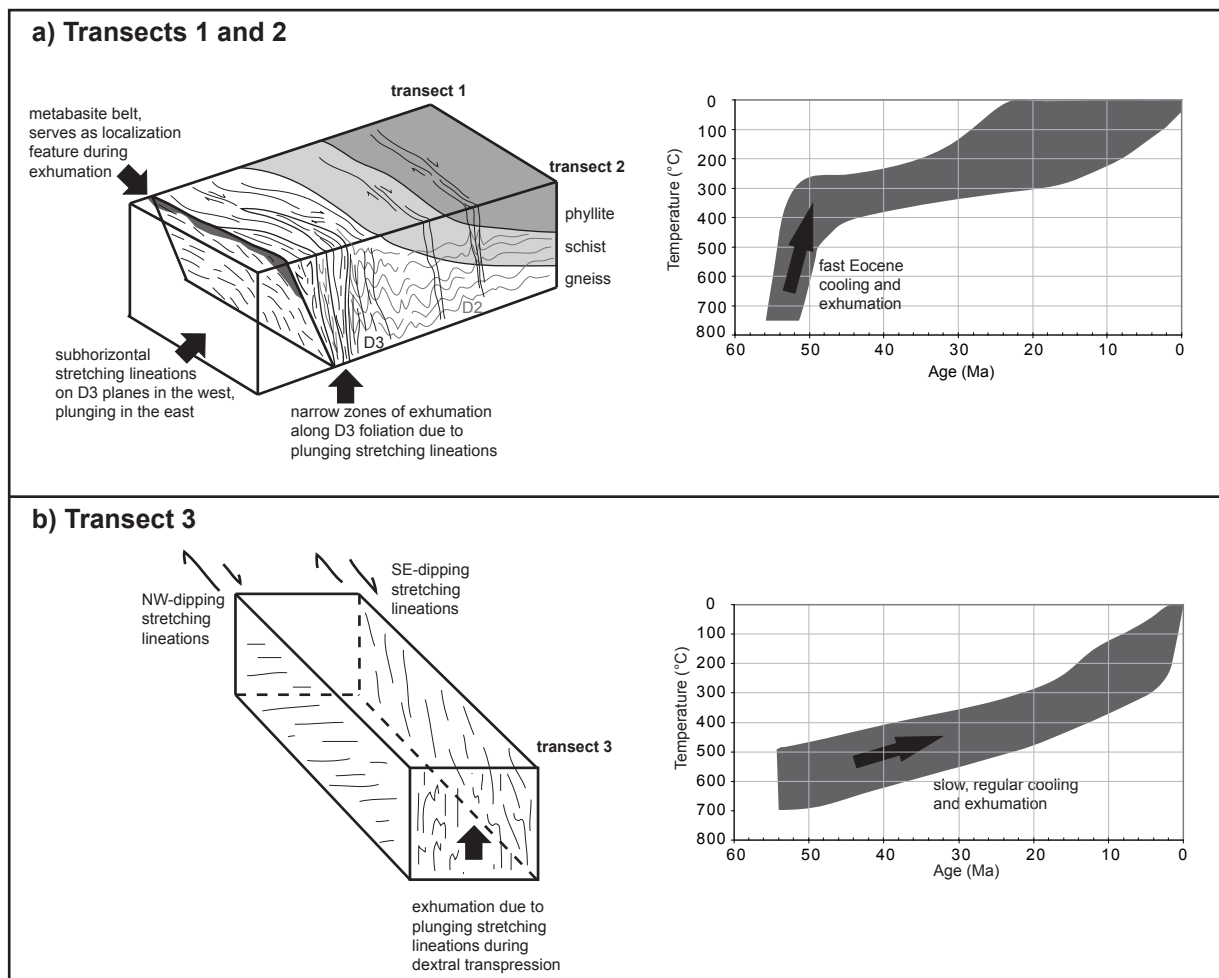 a) Transects 1 and 2
transect 1
metabasite belt,
serves as localization
feature during
exhumation
transect 2
phyllite
schist
gneiss
D2
D3
subhorizontal
stretching lineations
on D3 planes in the west,
plunging in the east
narrow zones of exhumation
along D3 foliation due to
plunging stretching lineations
0
100
200
300
400
500
600
700
800
Temperature (°C)
fast Eocene
cooling and
exhumation
60 50 40 30 20 10 0
Age (Ma)
b) Transect 3
SE-dipping
stretching
lineations
NW-dipping
stretching
lineations
transect 3
exhumation due to
plunging stretching
lineations during
dextral transpression
0
100
200
300
400
500
600
700
800
Temperature (°C)
slow, regular cooling
and exhumation
60 50 40 30 20 10 0
Age (Ma)